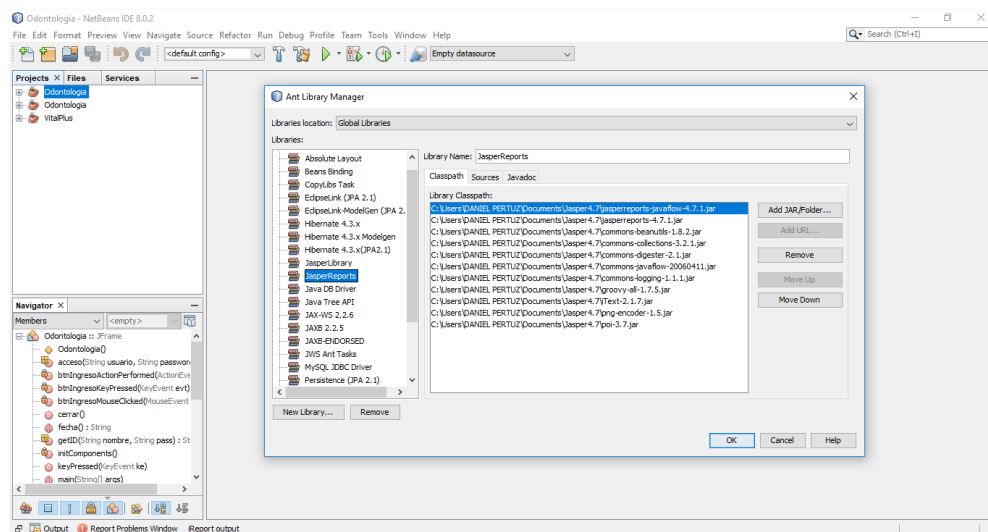 Odontologia - NetBeans IDE 8.0.2
File Edit Format Preview View Navigate Source Refactor Run Debug Profile Team Tools Window Help
Search (Ctrl+I)
<default config>
Empty datasource
Projects Files Services
Odontologia
Odontologia
VitalPlus
Ant Library Manager
Libraries location: Global Libraries
Libraries:
Absolute Layout
Beans Binding
CopyLibs Task
EclipseLink (JPA 2.1)
EclipseLink-ModelGen (JPA 2.
Hibernate 4.3.x
Hibernate 4.3.x Modelgen
Hibernate 4.3.x(JPA2.1)
JasperLibrary
JasperReports
Java DB Driver
Java Tree API
JAX-WS 2.2.6
JAXB 2.2.5
JAXB-ENDORSED
JWS Ant Tasks
MySQL JDBC Driver
Persistence (JPA 2.1)
New Library... Remove
Library Name: JasperReports
Classpath Sources Javadoc
Library Classpath:
C:\Users\DANIEL PERTUZ\Documents\Jasper4.7\jasperreports-javaflow-4.7.1.jar
C:\Users\DANIEL PERTUZ\Documents\Jasper4.7\jasperreports-4.7.1.jar
C:\Users\DANIEL PERTUZ\Documents\Jasper4.7\commons-beanutils-1.8.2.jar
C:\Users\DANIEL PERTUZ\Documents\Jasper4.7\commons-collections-3.2.1.jar
C:\Users\DANIEL PERTUZ\Documents\Jasper4.7\commons-digester-2.1.jar
C:\Users\DANIEL PERTUZ\Documents\Jasper4.7\commons-javaflow-20060411.jar
C:\Users\DANIEL PERTUZ\Documents\Jasper4.7\commons-logging-1.1.1.jar
C:\Users\DANIEL PERTUZ\Documents\Jasper4.7\groovy-all-1.7.5.jar
C:\Users\DANIEL PERTUZ\Documents\Jasper4.7\iText-2.1.7.jar
C:\Users\DANIEL PERTUZ\Documents\Jasper4.7\png-encoder-1.5.jar
C:\Users\DANIEL PERTUZ\Documents\Jasper4.7\poi-3.7.jar
Add JAR/Folder...
Add URL...
Remove
Move Up
Move Down
OK Cancel Help
Navigator
Members <empty>
Odontologia :: JFrame
Odontologia()
acceso(String usuario, String passwor
btnIngresoActionPerformed(ActionEve
btnIngresoKeyPressed(KeyEvent evt)
btnIngresoMouseClicked(MouseEvent
cerrar()
fecha() : String
getID(String nombre, String pass) : St
initComponents()
keyPressed(KeyEvent ke)
main(String[] args)
Output Report Problems Window iReport output